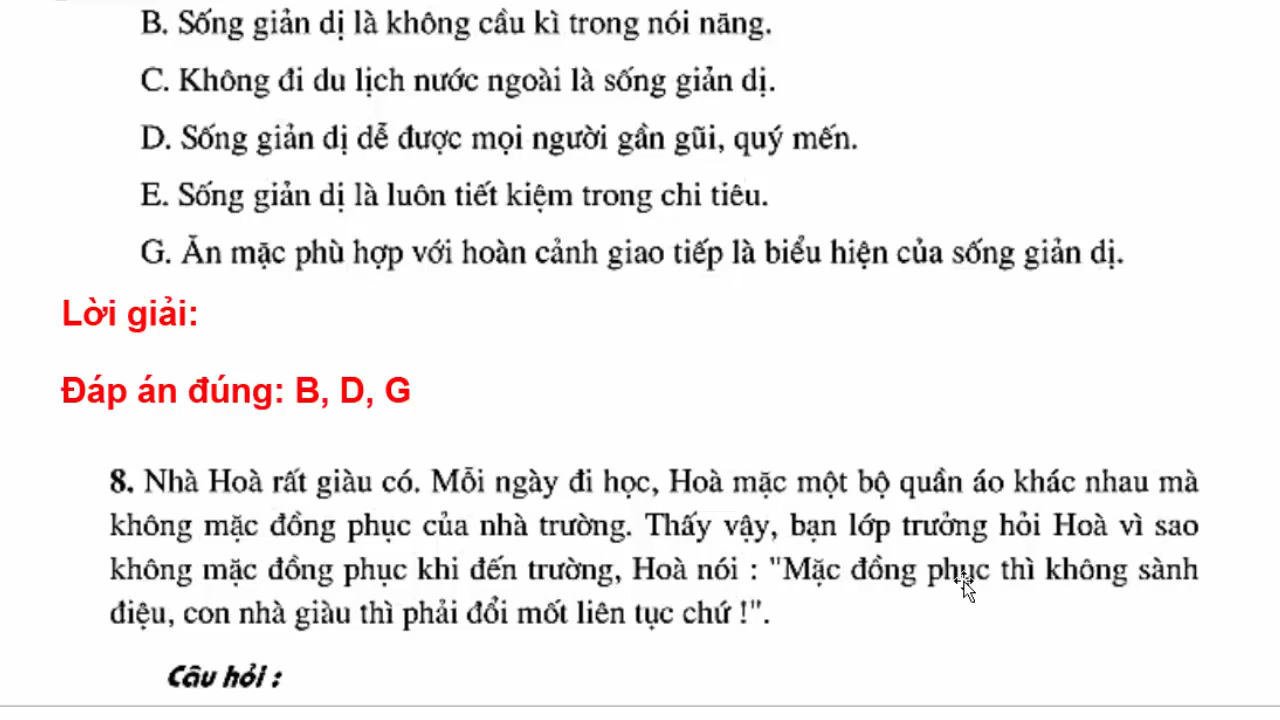 B. Sống giản dị là không cầu kì trong nói năng.
C. Không đi du lịch nước ngoài là sống giản dị.
D. Sống giản dị dễ được mọi người gần gũi, quý mến.
E. Sống giản dị là luôn tiết kiệm trong chi tiêu.
G. Ăn mặc phù hợp với hoàn cảnh giao tiếp là biểu hiện của sống giản dị.
Lời giải:
Đáp án đúng: B, D, G
8. Nhà Hoà rất giàu có. Mỗi ngày đi học, Hoà mặc một bộ quần áo khác nhau mà
không mặc đồng phục của nhà trường. Thấy vậy, bạn lớp trưởng hỏi Hoà vì sao
không mặc đồng phục khi đến trường, Hoà nói : "Mặc đồng phục thì không sành
điệu, con nhà giàu thì phải đổi mốt liên tục chứ !".
Câu hỏi :